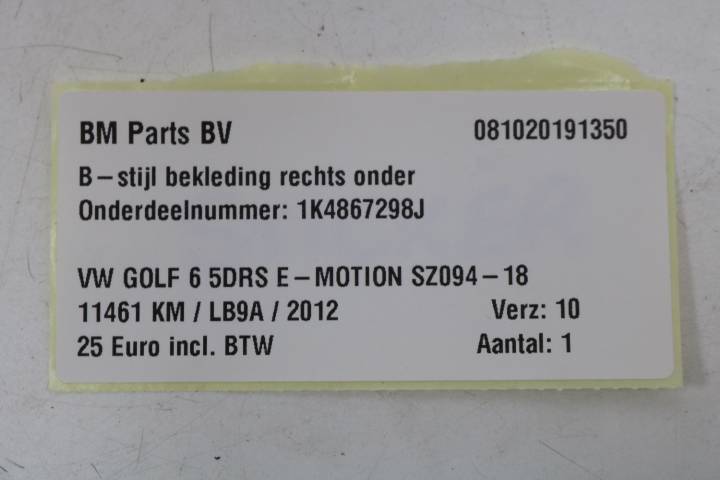 BM Parts BV 081020191350
B-stijl bekleding rechts onder
Onderdeelnummer: 1K4867298J
VW GOLF 6 5DRS E-MOTION SZ094-18
11461 KM / LB9A / 2012 Verz: 10
25 Euro incl. BTW Aantal: 1